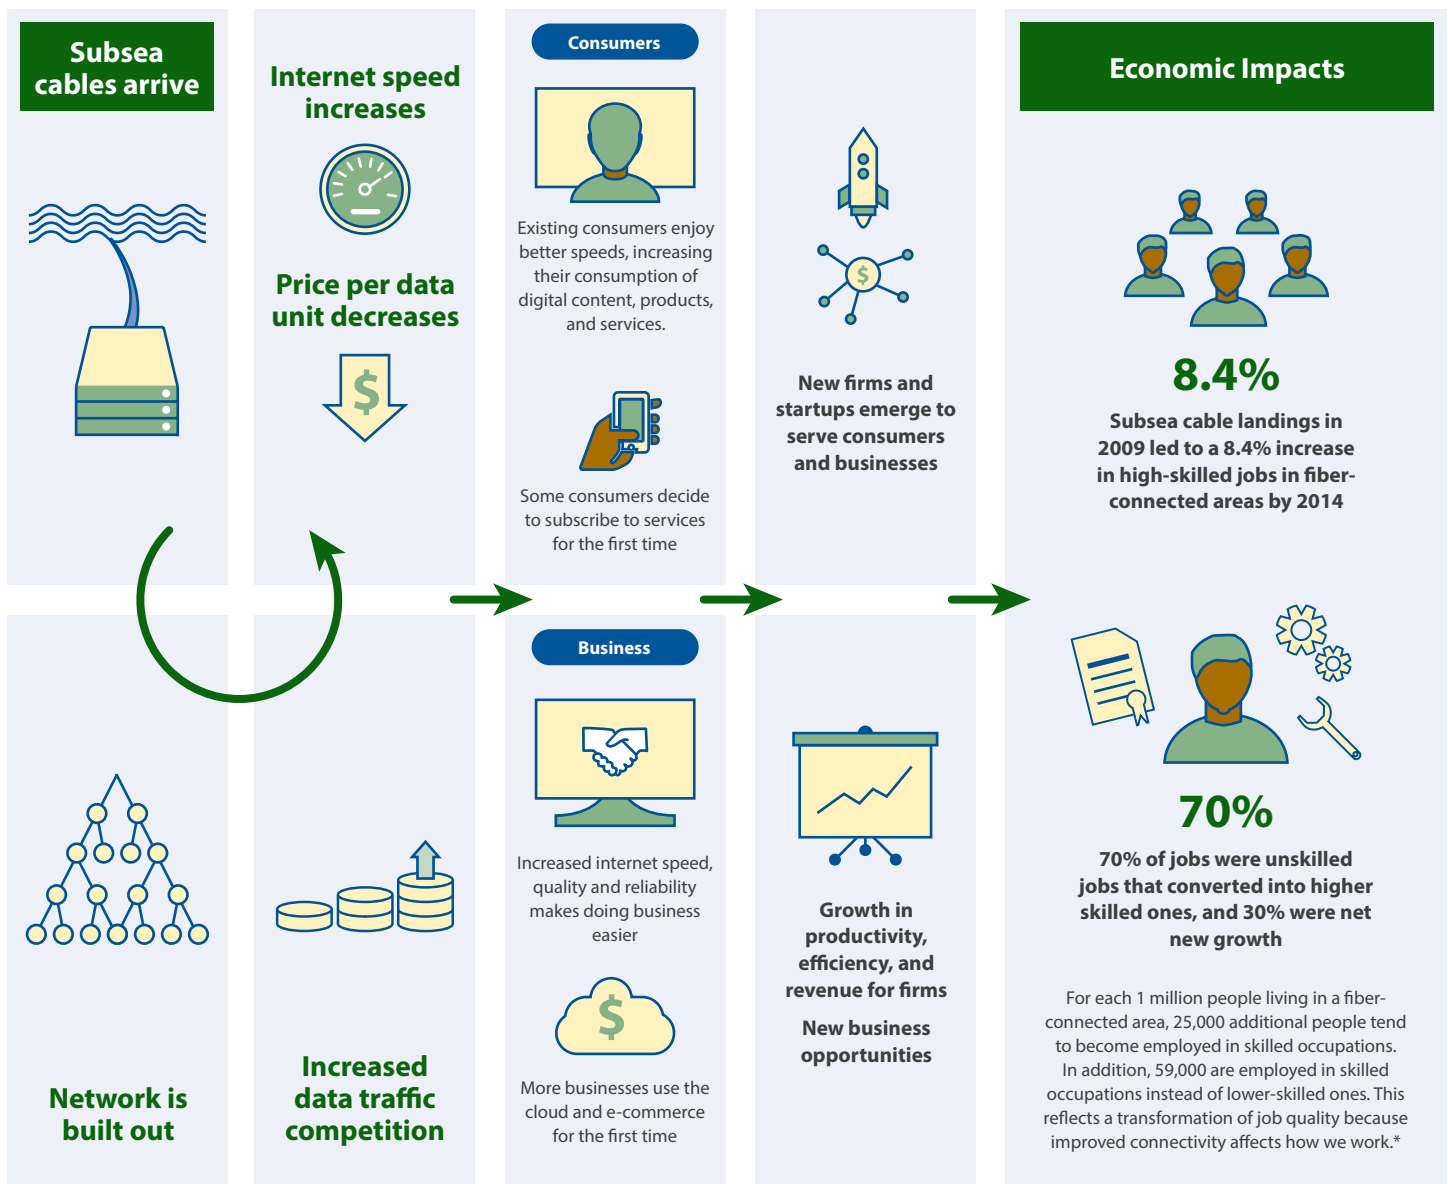 Subsea
cables arrive
Network is
built out
Internet speed
increases
Price per data
unit decreases
$
Increased
data traffic
competition
Consumers
Existing consumers enjoy
better speeds, increasing
their consumption of
digital content, products,
and services.
Some consumers decide
to subscribe to services
for the first time
Business
Increased internet speed,
quality and reliability
makes doing business
easier
$
More businesses use the
cloud and e-commerce
for the first time
$
New firms and
startups emerge to
serve consumers
and businesses
Growth in
productivity,
efficiency, and
revenue for firms
New business
opportunities
Economic Impacts
8.4%
Subsea cable landings in
2009 led to a 8.4% increase
in high-skilled jobs in fiber-
connected areas by 2014
70%
70% of jobs were unskilled
jobs that converted into higher
skilled ones, and 30% were net
new growth
For each 1 million people living in a fiber-
connected area, 25,000 additional people tend
to become employed in skilled occupations.
In addition, 59,000 are employed in skilled
occupations instead of lower-skilled ones. This
reflects a transformation of job quality because
improved connectivity affects how we work.*